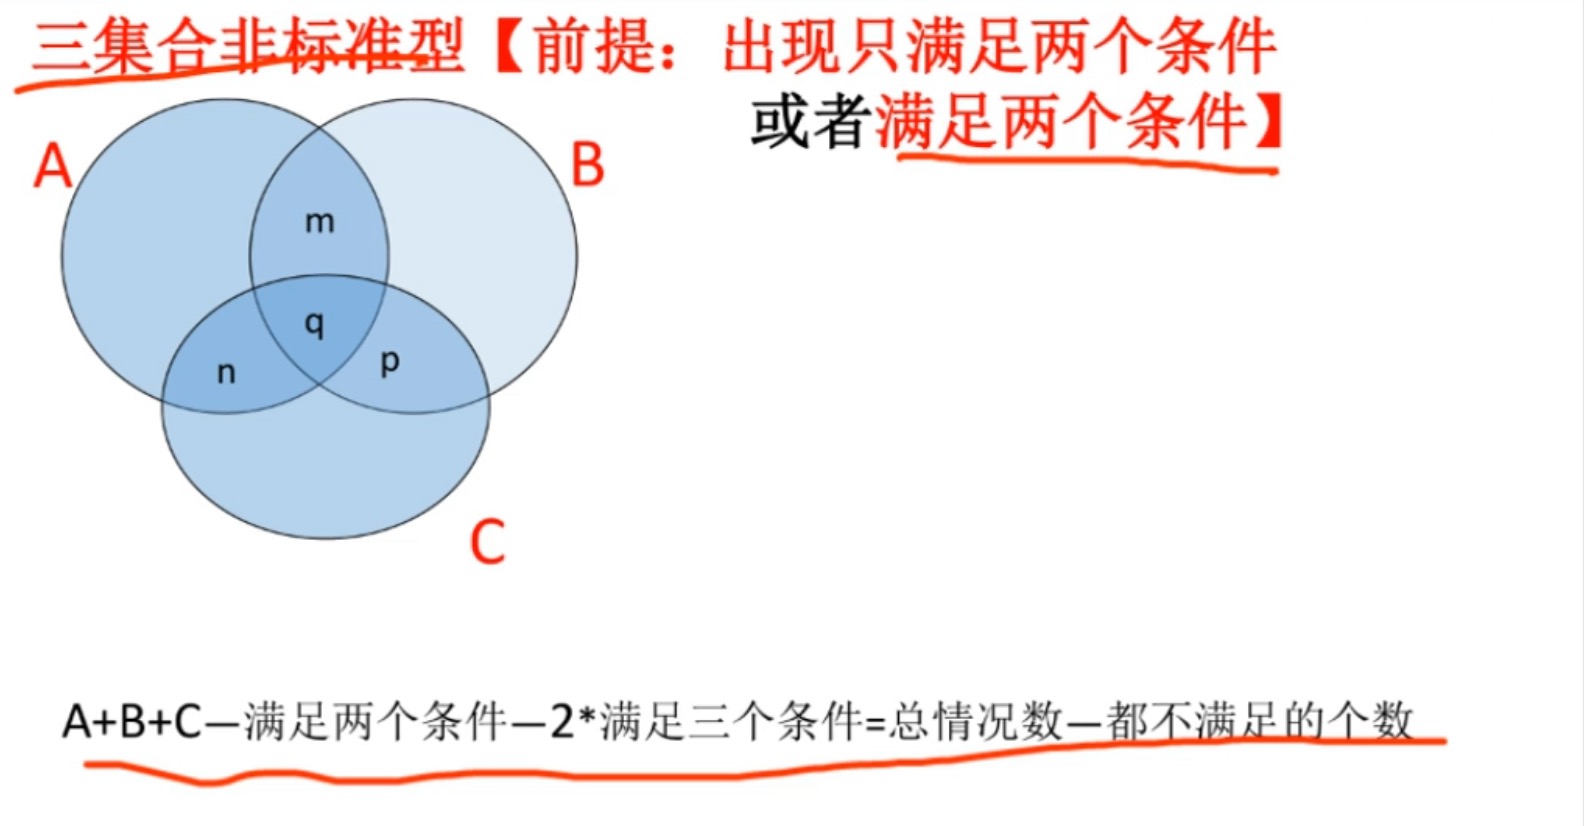 三集合非标准型【前提：出现只满足两个条件
或者满足两个条件】
A
B
m
q
n
p
C
A+B+C—满足两个条件—2*满足三个条件=总情况数—都不满足的个数